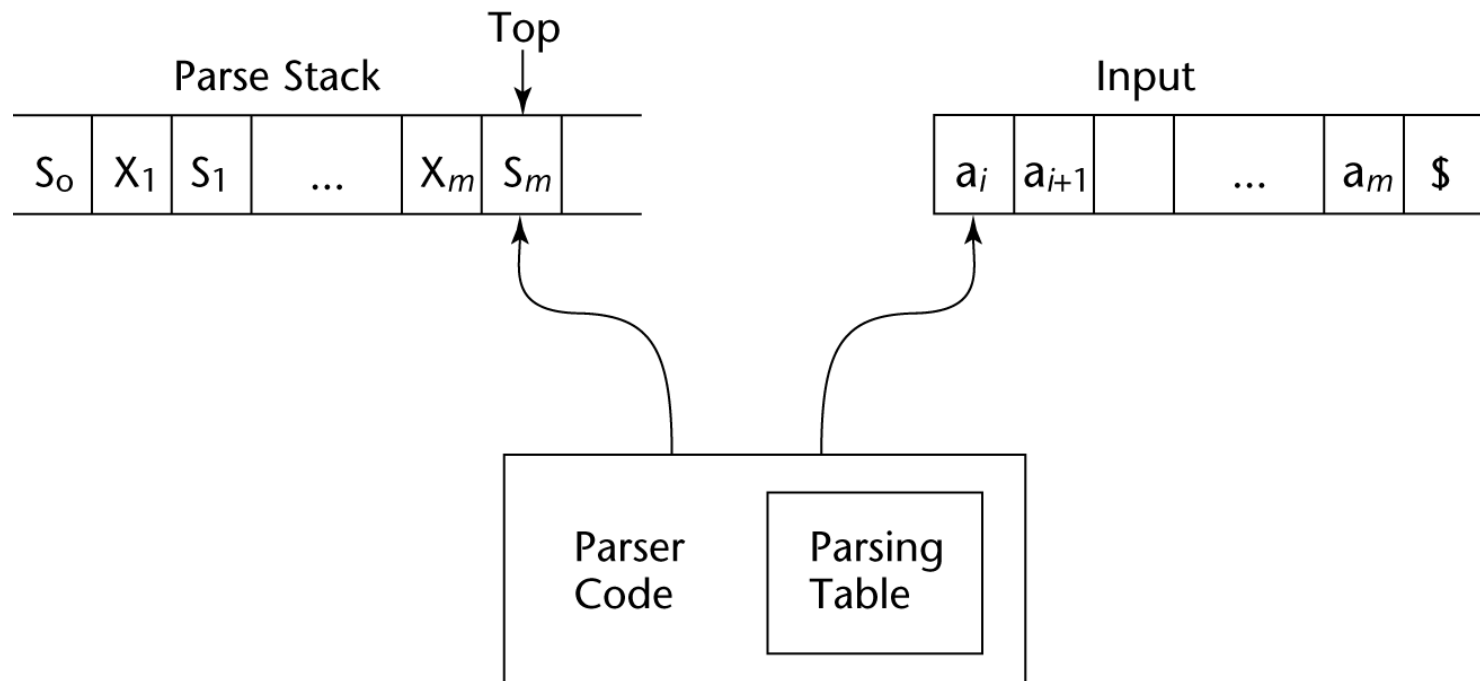 Top
Parse Stack
Input
S₀ X₁ S₁ ... Xₘ Sₘ
aᵢ aᵢ₊₁ ... aₘ $
Parser
Code
Parsing
Table